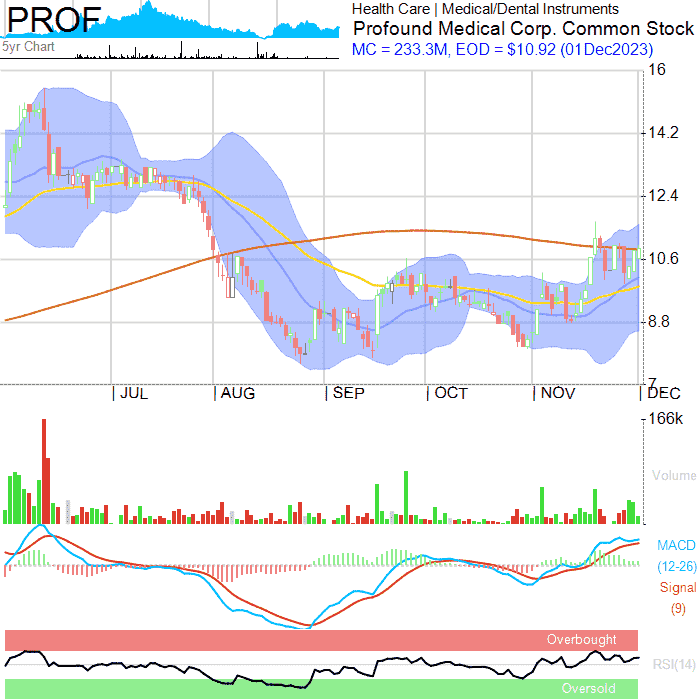 PROF
Health Care | Medical/Dental Instruments
5yr Chart
Profound Medical Corp. Common Stock
MC = 233.3M, EOD = $10.92 (01Dec2023)
16
14.2
12.4
10.6
8.8
7
JUL AUG SEP OCT NOV DEC
166k
Volume
MACD
(12-26)
Signal
(9)
Overbought
RSI(14)
Oversold